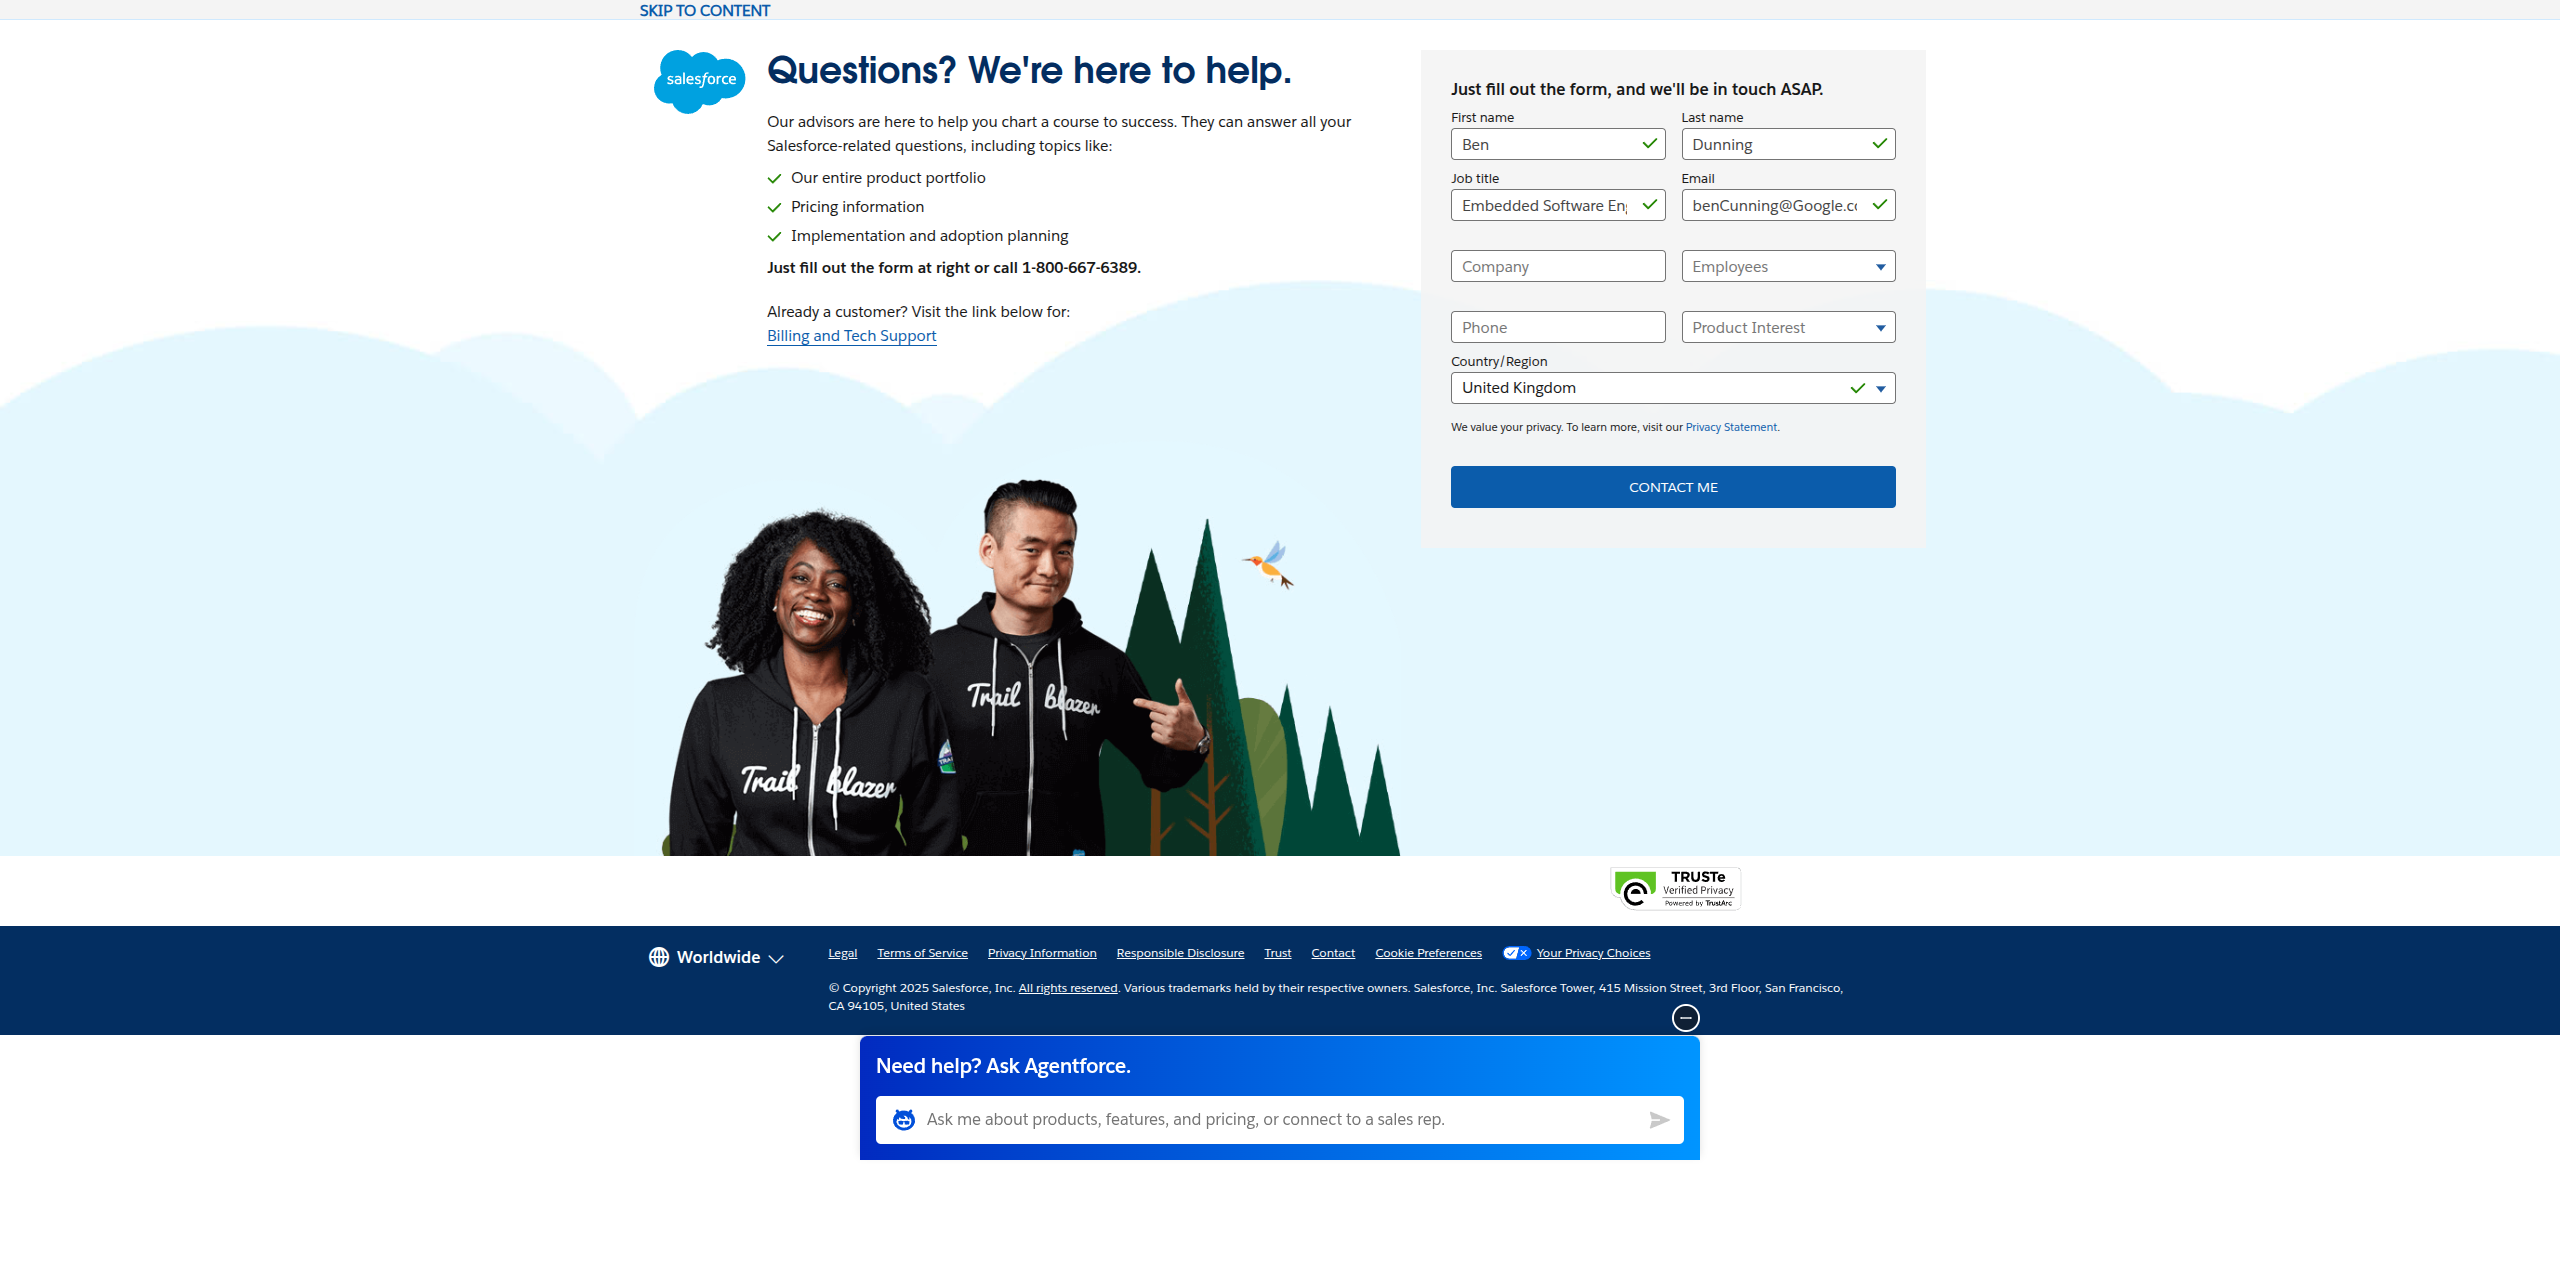 SKIP TO CONTENT
salesforce
Questions? We're here to help.
Our advisors are here to help you chart a course to success. They can answer all your
Salesforce-related questions, including topics like:
Our entire product portfolio
Pricing information
Implementation and adoption planning
Just fill out the form at right or call 1-800-667-6389.
Already a customer? Visit the link below for:
Billing and Tech Support
Just fill out the form, and we'll be in touch ASAP.
First name
Last name
Ben
Dunning
Job title
Email
Embedded Software
benCunning@Google.c
Company
Employees
Phone
Product Interest
Country/Region
United Kingdom
We value your privacy. To learn more, visit our Privacy Statement.
CONTACT ME
Trail blazer
Trail blazer
TRUSTe
Verified Privacy
Powered by TrustArc
Worldwide
Legal
Terms of Service
Privacy Information
Responsible Disclosure
Trust
Contact
Cookie Preferences
Your Privacy Choices
© Copyright 2025 Salesforce, Inc. All rights reserved. Various trademarks held by their respective owners. Salesforce, Inc. Salesforce Tower, 415 Mission Street, 3rd Floor, San Francisco,
CA 94105, United States
Need help? Ask Agentforce.
Ask me about products, features, and pricing, or connect to a sales rep.